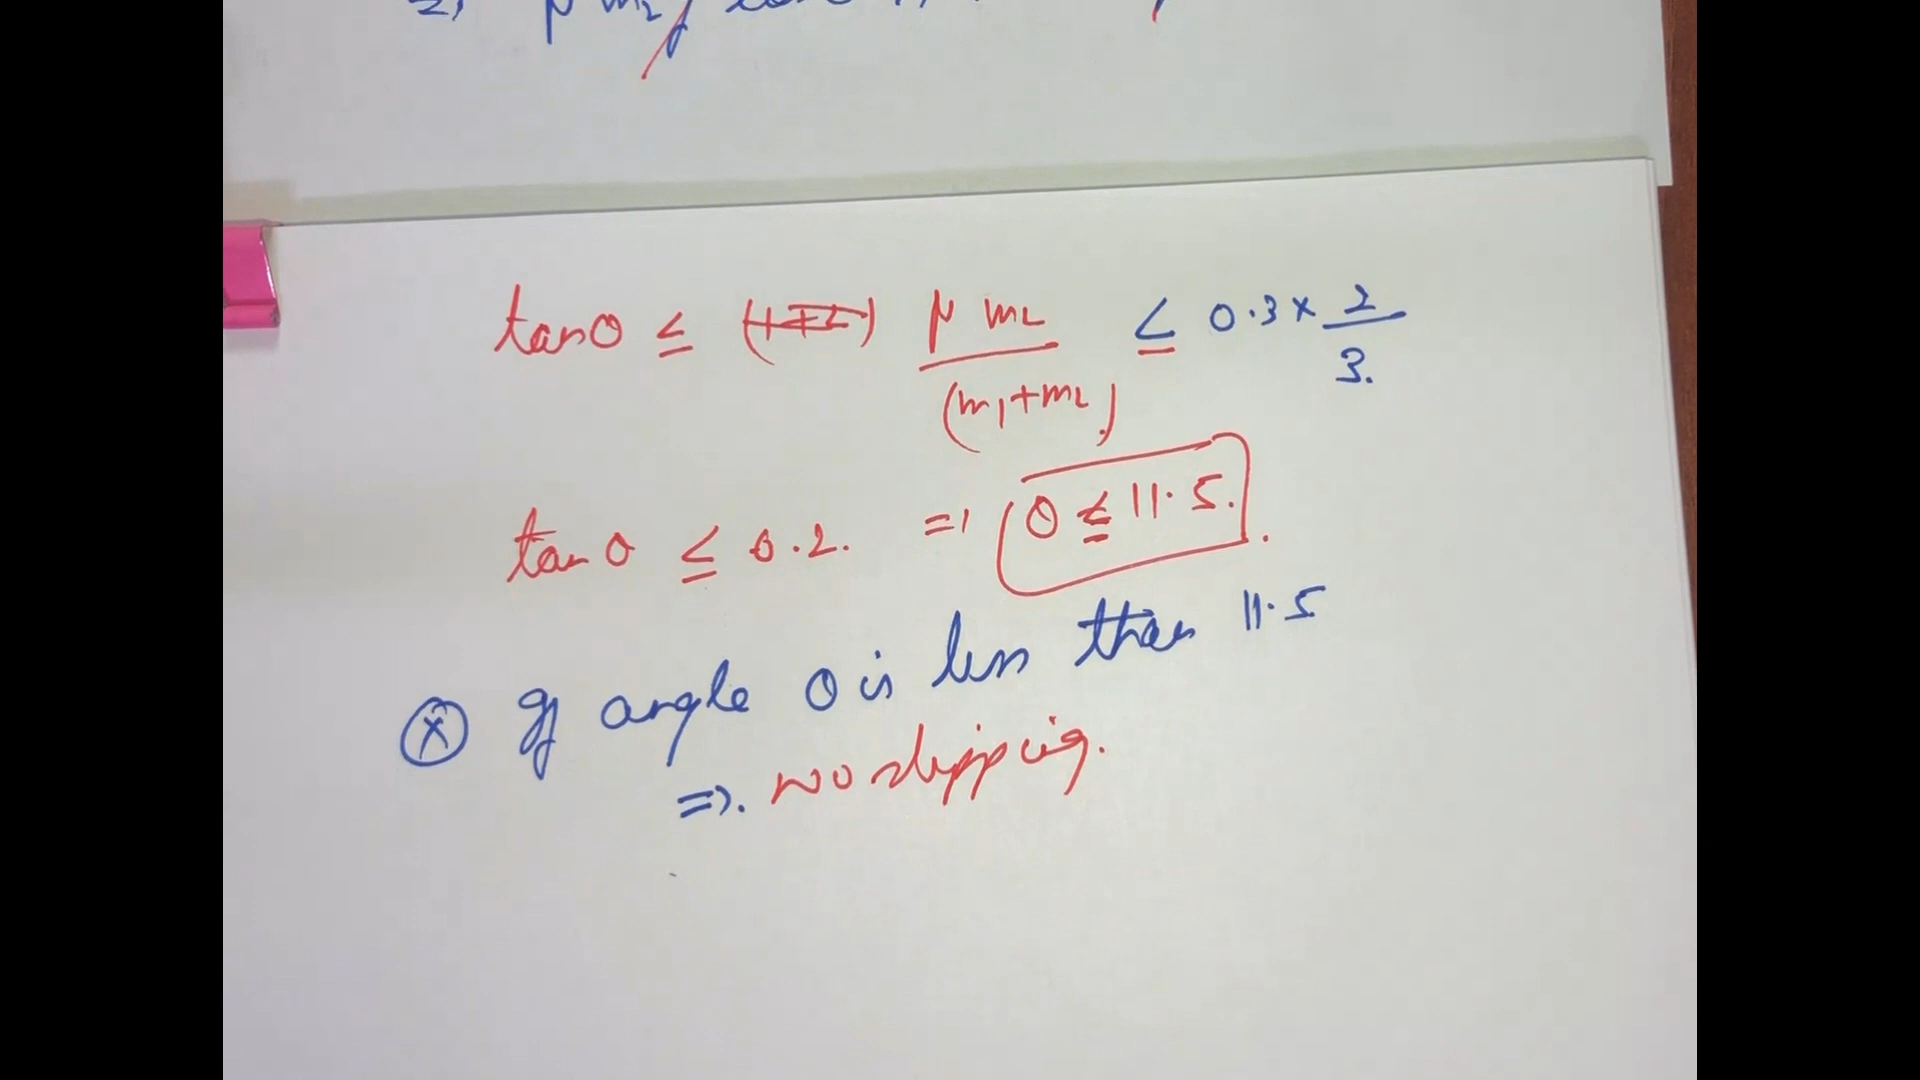 tanθ ≤ μ m₂ / (m₁+m₂) ≤ 0.3 × 2/3.
tanθ ≤ 0.2. ⇒ θ ≤ 11.5.
If angle θ is less than 11.5
⇒. no slipping.